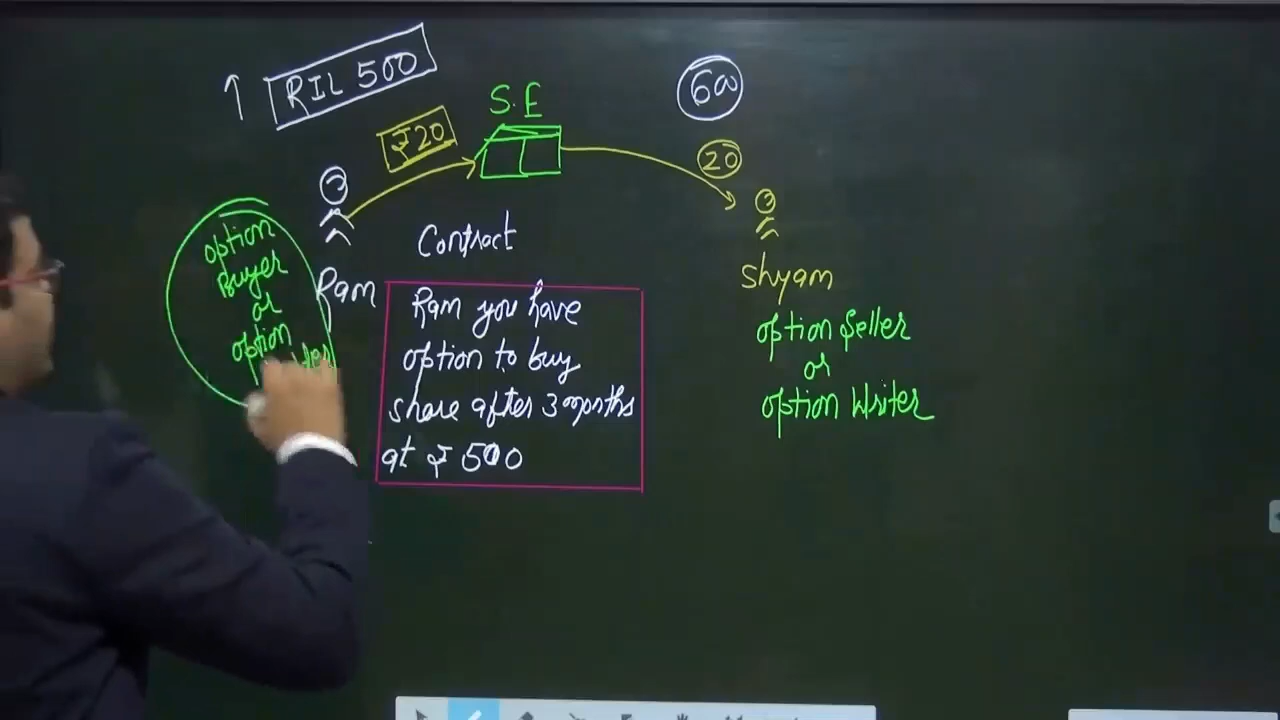 RIL 500
S.E
600
₹20
20
Contract
option
Buyer
or
option
Ram
Shyam
Ram you have
option to buy
share after 3 months
at ₹ 500
option Seller
or
option Writer